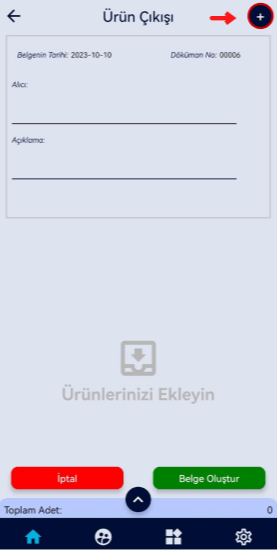 Ürün Çıkışı
Belgenin Tarihi: 2023-10-10 Döküman No: 00006
Alıcı:
Açıklama:
Ürünlerinizi Ekleyin
İptal Belge Oluştur
Toplam Adet: 0